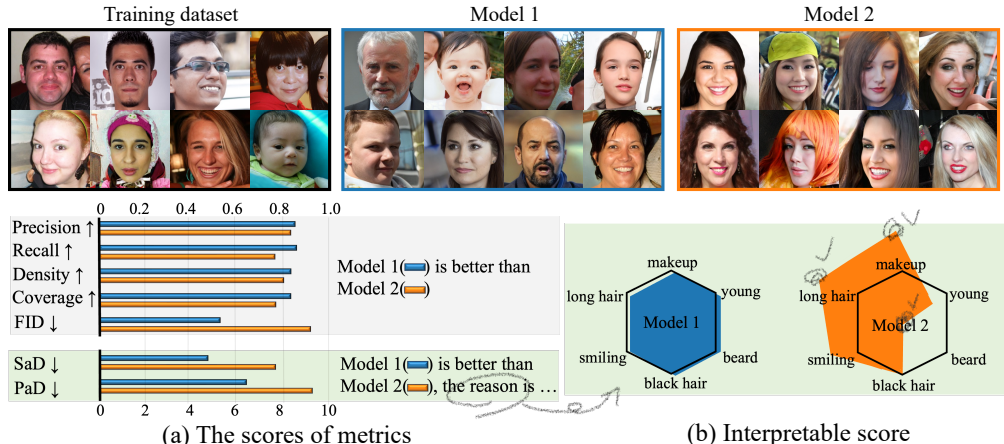 Training dataset
Model 1
Model 2
0 0.2 0.4 0.6 0.8 1.0
Precision ↑
Recall ↑
Density ↑
Coverage ↑
FID ↓
Model 1( ) is better than
Model 2( )
SaD ↓
PaD ↓
Model 1( ) is better than
Model 2( ), the reason is …
0 2 4 6 8 10
(a) The scores of metrics
makeup
long hair
young
Model 1
smiling
beard
black hair
makeup
long hair
young
Model 2
smiling
beard
black hair
(b) Interpretable score